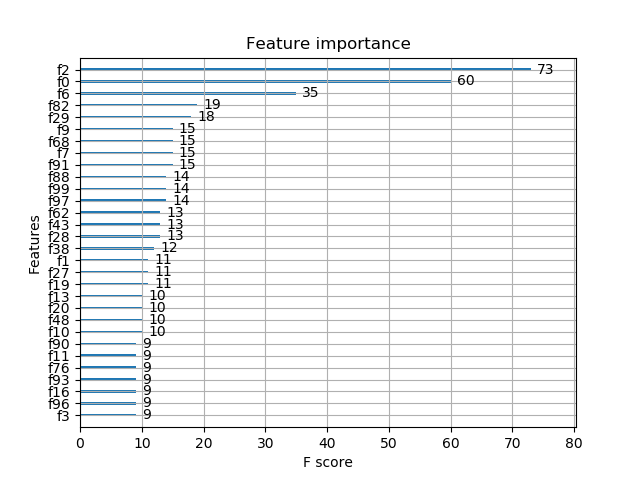 Feature importance
f2 73
f0 60
f6 35
f82 19
f29 18
f9 15
f68 15
f7 15
f91 15
f88 14
f99 14
f97 14
f62 13
f43 13
f28 13
f38 12
f1 11
f27 11
f19 11
f13 10
f20 10
f48 10
f10 10
f90 9
f11 9
f76 9
f93 9
f16 9
f96 9
f3 9
Features
0 10 20 30 40 50 60 70 80
F score